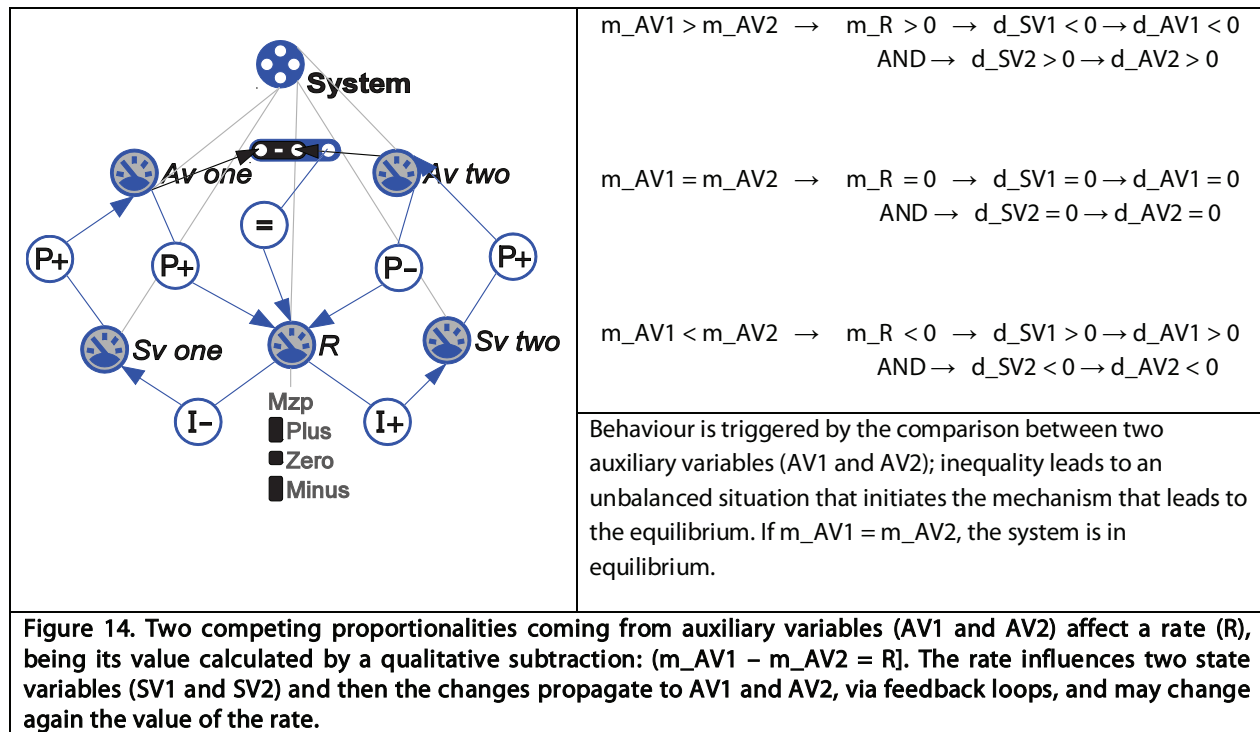 System
Av one
-
Av two
=
P+
P+
P-
P+
Sv one
R
Sv two
Mzp
I-
I+
Plus
Zero
Minus
m_AV1 > m_AV2 → m_R > 0 → d_SV1 < 0 → d_AV1 < 0
AND → d_SV2 > 0 → d_AV2 > 0
m_AV1 = m_AV2 → m_R = 0 → d_SV1 = 0 → d_AV1 = 0
AND → d_SV2 = 0 → d_AV2 = 0
m_AV1 < m_AV2 → m_R < 0 → d_SV1 > 0 → d_AV1 > 0
AND → d_SV2 < 0 → d_AV2 < 0
Behaviour is triggered by the comparison between two
auxiliary variables (AV1 and AV2); inequality leads to an
unbalanced situation that initiates the mechanism that leads to
the equilibrium. If m_AV1 = m_AV2, the system is in
equilibrium.
Figure 14. Two competing proportionalities coming from auxiliary variables (AV1 and AV2) affect a rate (R),
being its value calculated by a qualitative subtraction: (m_AV1 – m_AV2 = R]. The rate influences two state
variables (SV1 and SV2) and then the changes propagate to AV1 and AV2, via feedback loops, and may change
again the value of the rate.